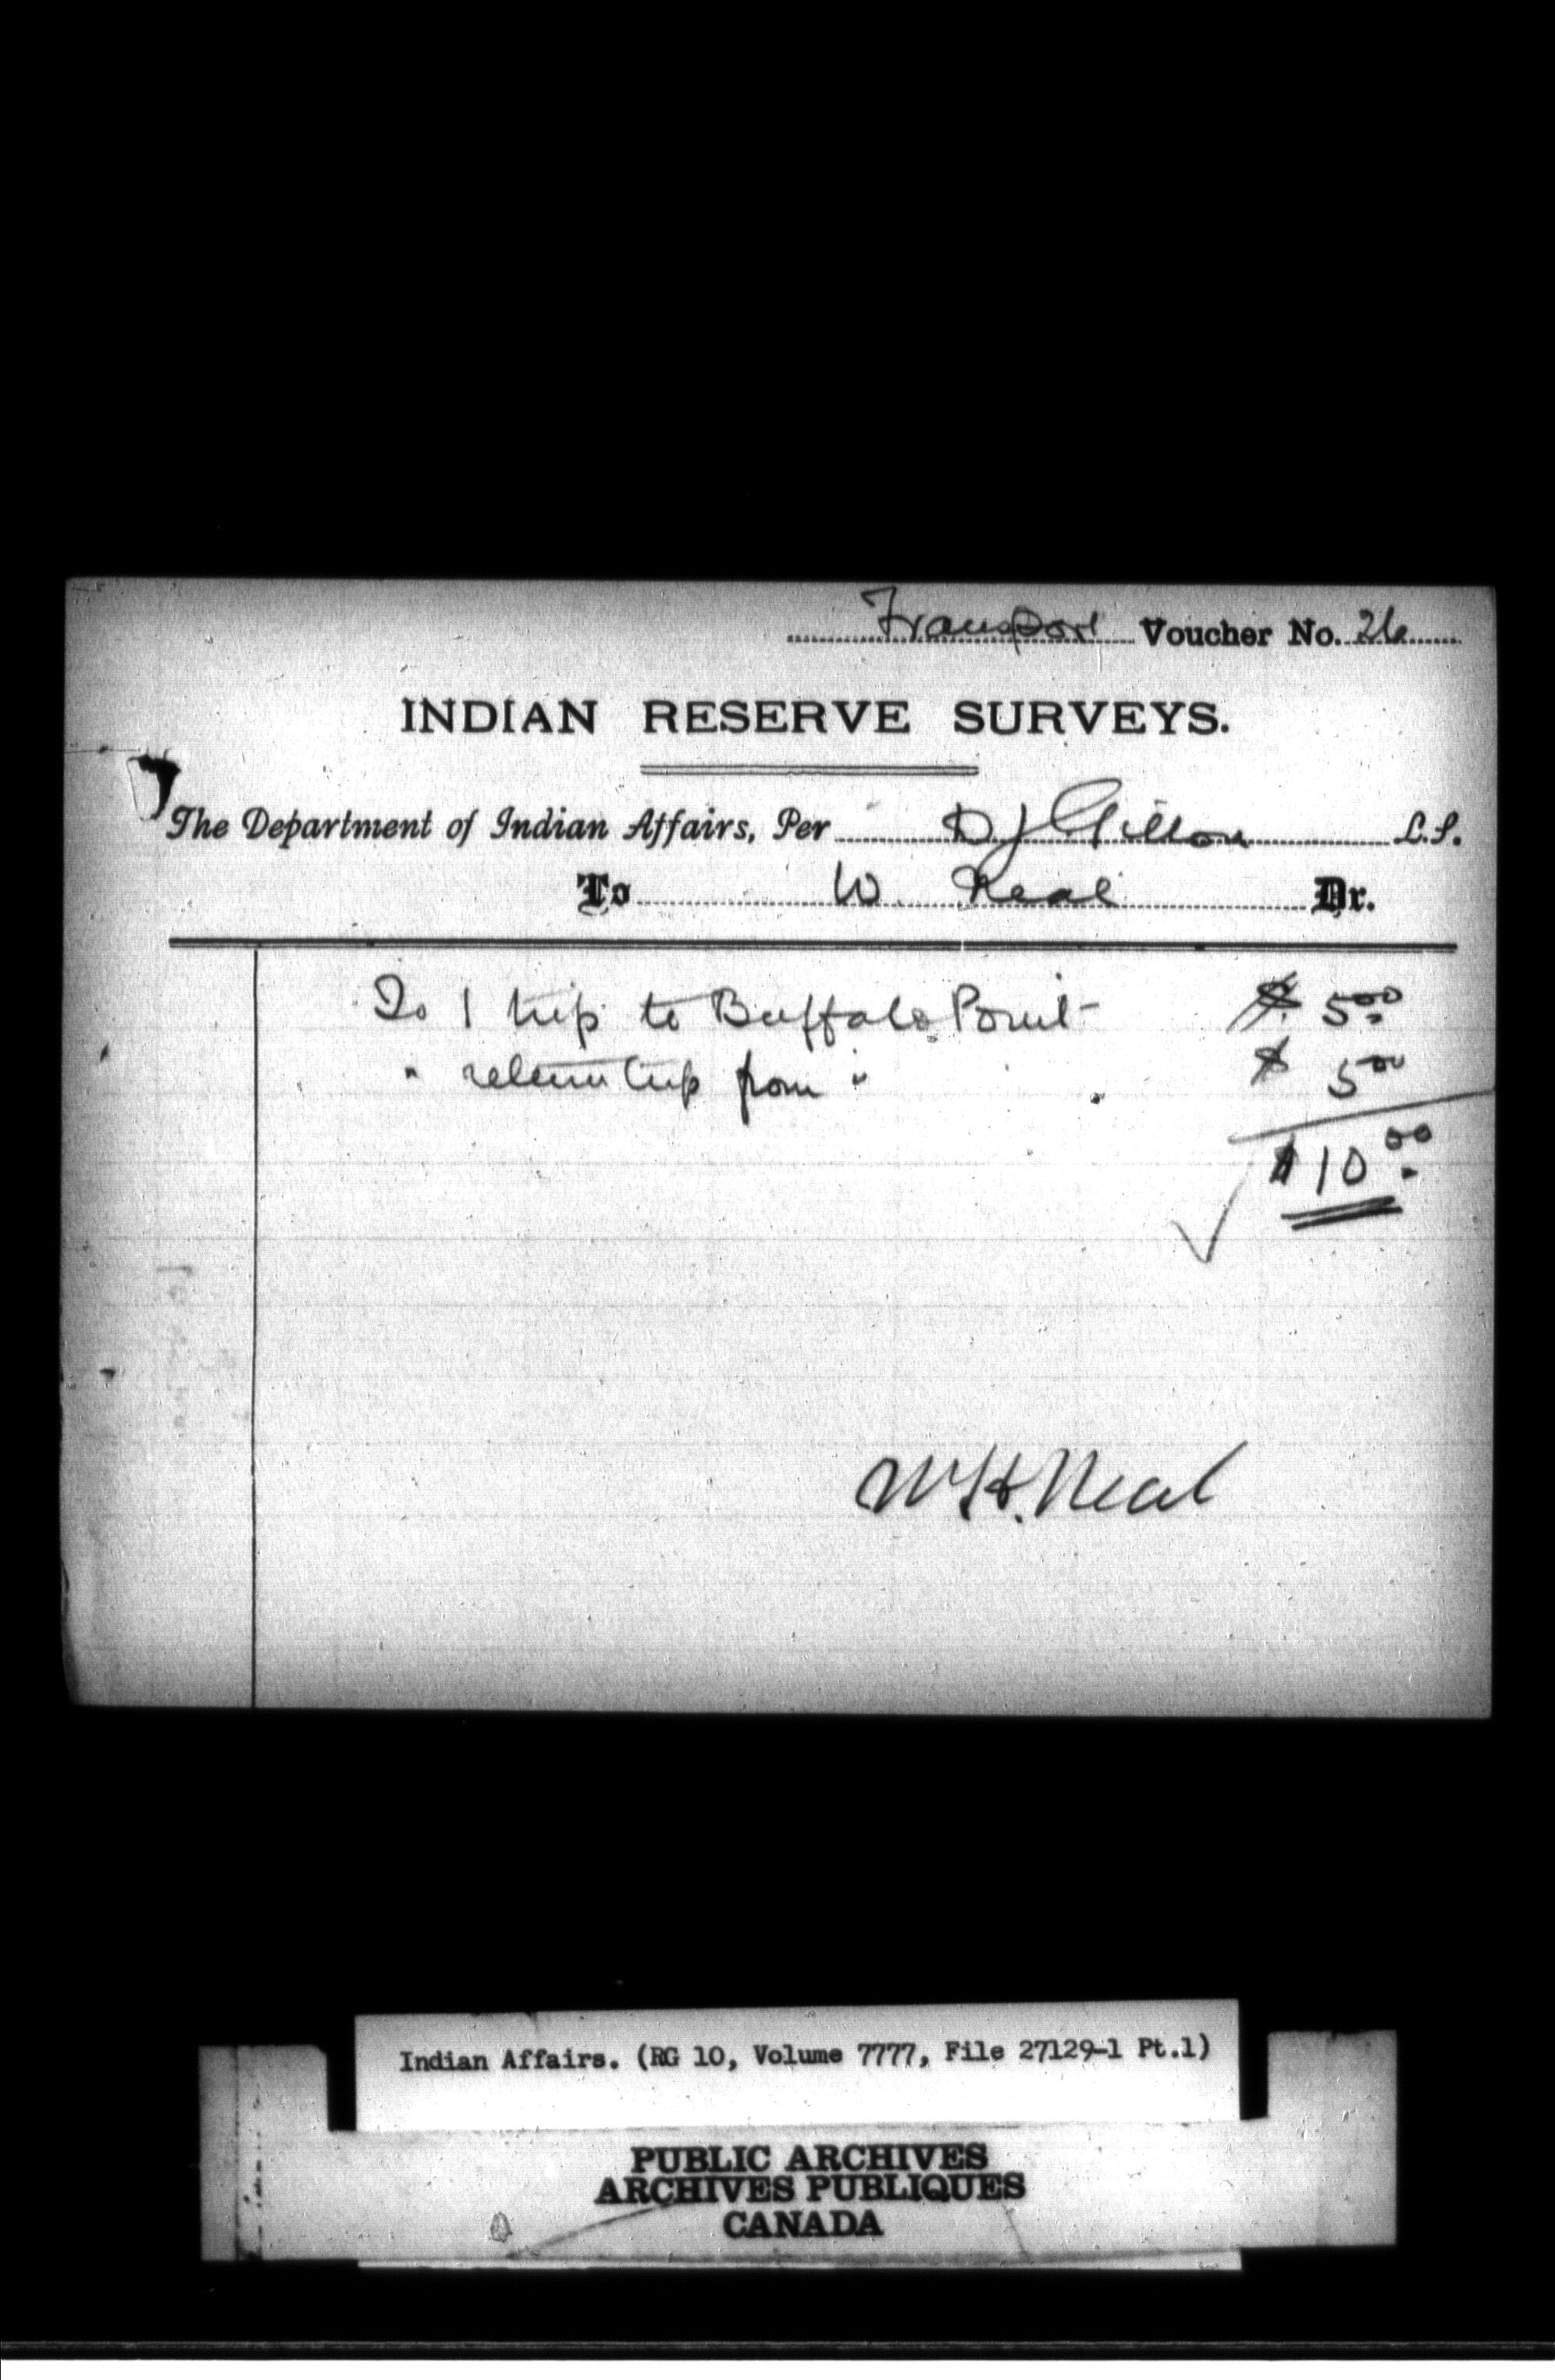 Transport Voucher No. 26
INDIAN RESERVE SURVEYS.
The Department of Indian Affairs, Per D J Gillon L.S.
To W. Neal Dr.
To 1 trip to Buffalo Point $ 5.00
" return trip from " " $ 5.00
$10.00
W.H. Neal
Indian Affairs. (RG 10, Volume 7777, File 27129-1 Pt.1)
PUBLIC ARCHIVES
ARCHIVES PUBLIQUES
CANADA